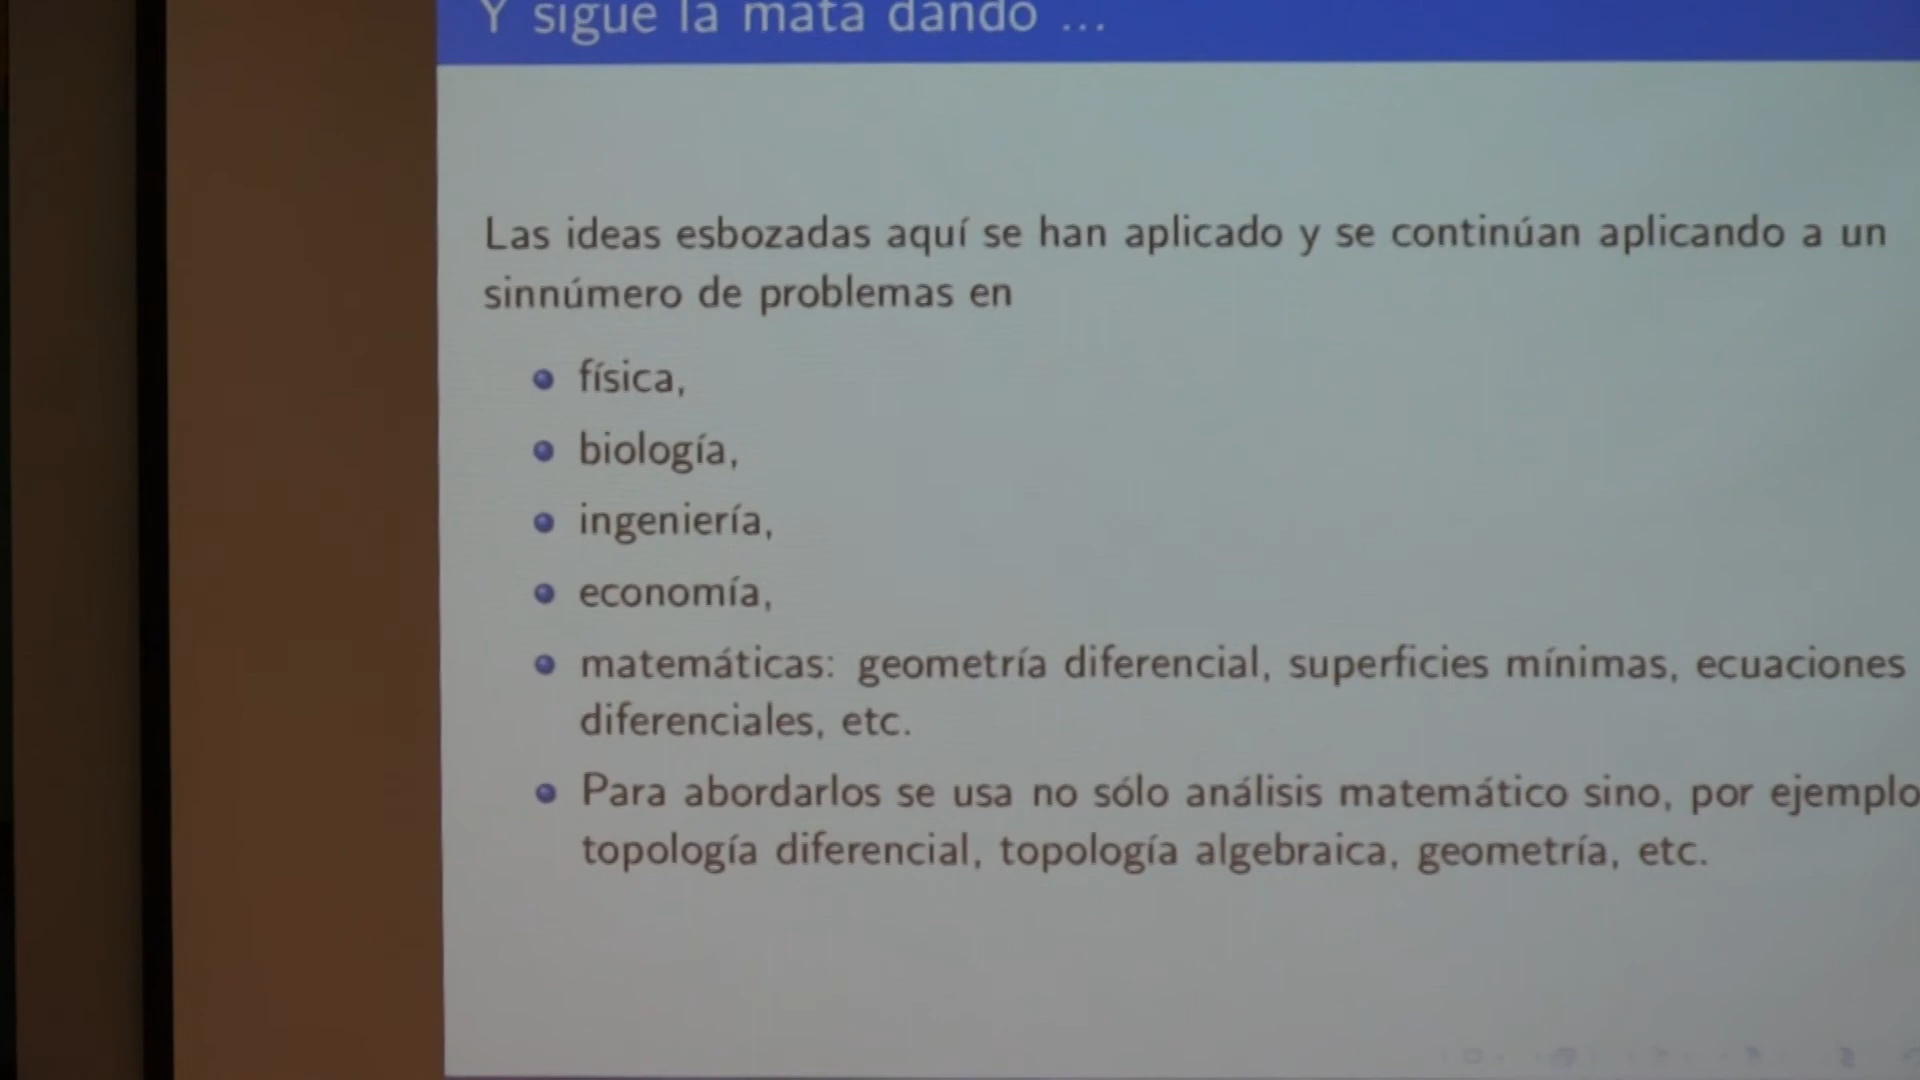 Y sigue la mata dando ...
Las ideas esbozadas aquí se han aplicado y se continúan aplicando a un
sinnúmero de problemas en
física,
biología,
ingeniería,
economía,
matemáticas: geometría diferencial, superficies mínimas, ecuaciones
diferenciales, etc.
Para abordarlos se usa no sólo análisis matemático sino, por ejemplo
topología diferencial, topología algebraica, geometría, etc.